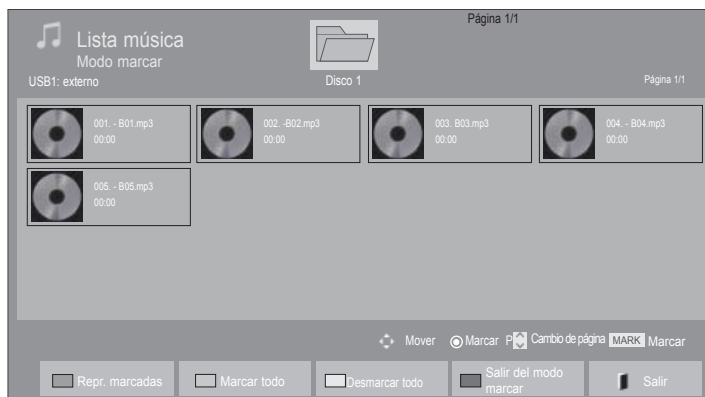 Página 1/1
Lista música
Modo marcar
USB1: externo
Disco 1
Página 1/1
001. - B01.mp3
00:00
002. -B02.mp3
00:00
003. B03.mp3
00:00
004. - B04.mp3
00:00
005. - B05.mp3
00:00
Mover Marcar P Cambio de página MARK Marcar
Repr. marcadas
Marcar todo
Desmarcar todo
Salir del modo
marcar
Salir